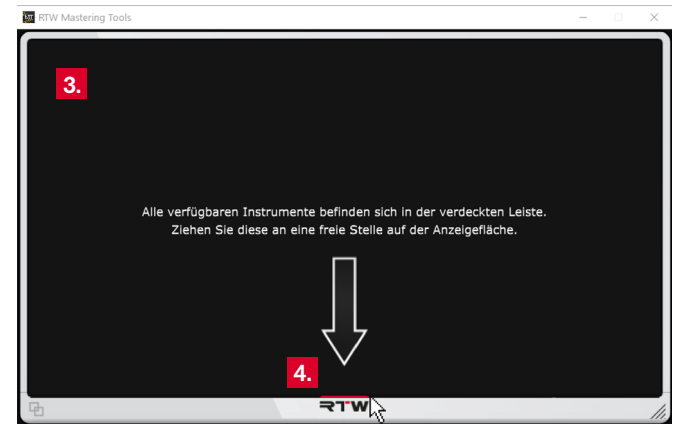 RTW Mastering Tools
3.
Alle verfügbaren Instrumente befinden sich in der verdeckten Leiste.
Ziehen Sie diese an eine freie Stelle auf der Anzeigefläche.
4.
RTW